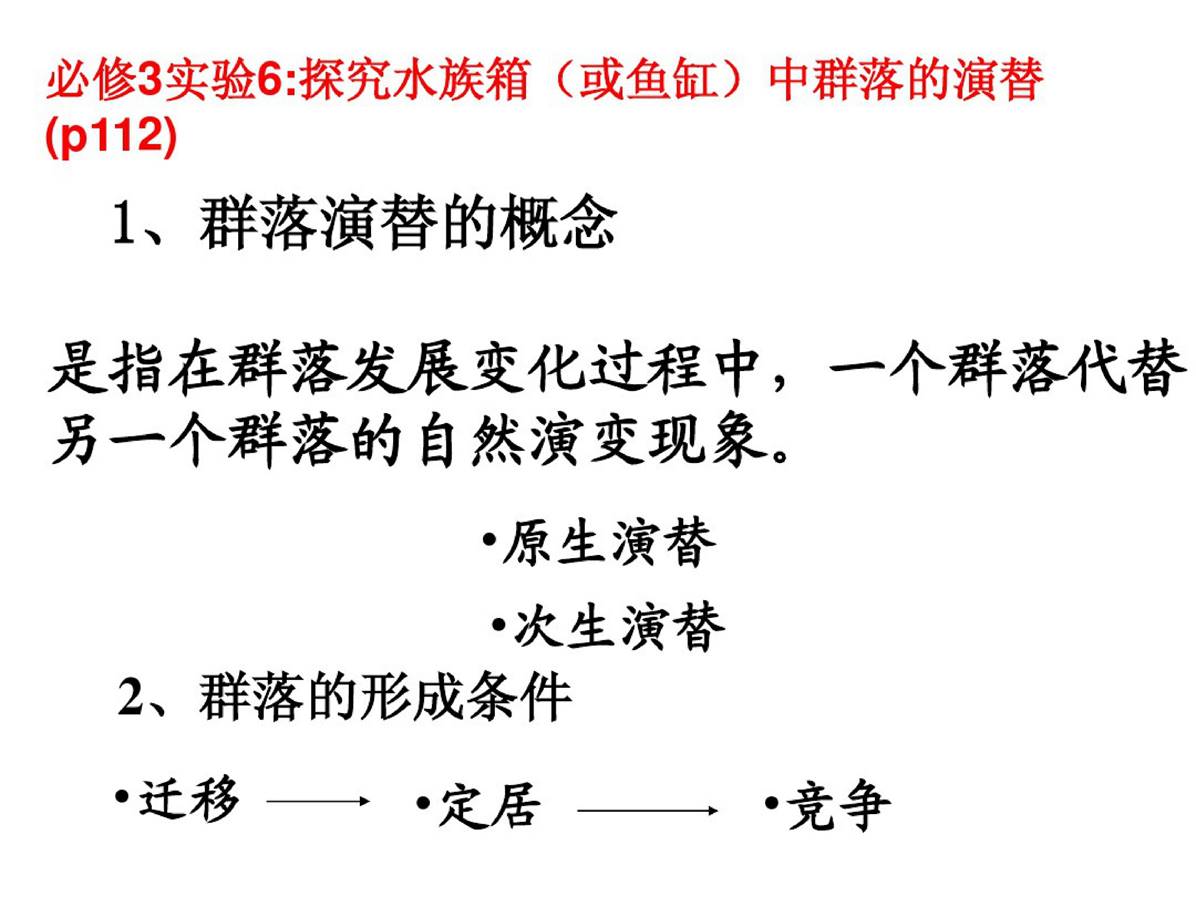 必修3实验6:探究水族箱（或鱼缸）中群落的演替
(p112)
1、群落演替的概念
是指在群落发展变化过程中，一个群落代替
另一个群落的自然演变现象。
•原生演替
•次生演替
2、群落的形成条件
•迁移 •定居 •竞争